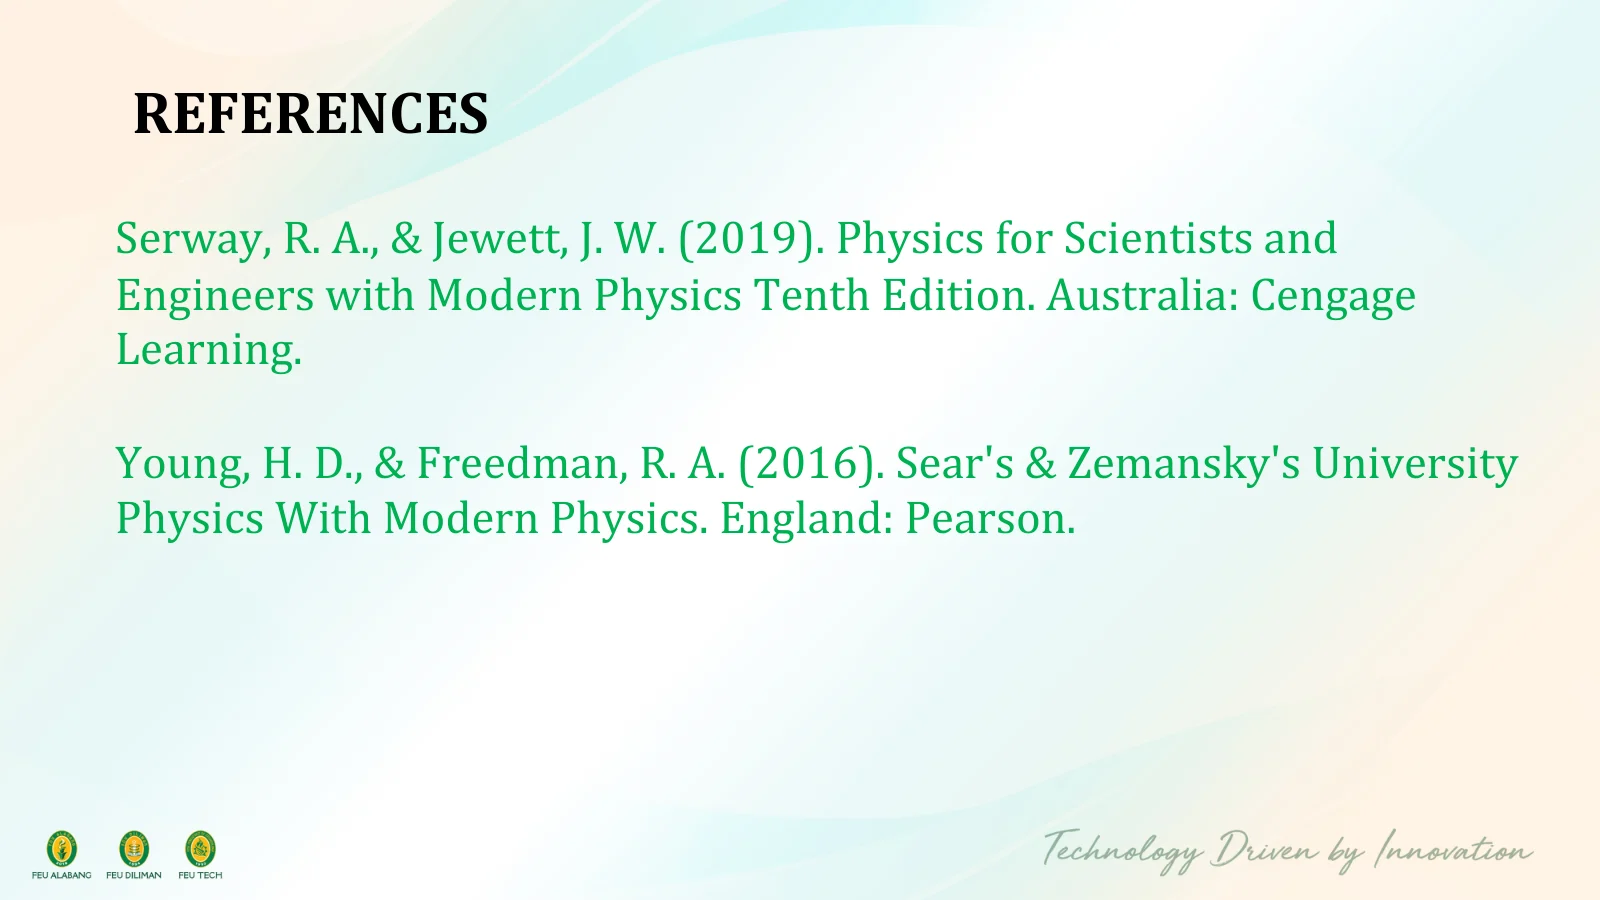 REFERENCES
Serway, R. A., & Jewett, J. W. (2019). Physics for Scientists and
Engineers with Modern Physics Tenth Edition. Australia: Cengage
Learning.
Young, H. D., & Freedman, R. A. (2016). Sear's & Zemansky's University
Physics With Modern Physics. England: Pearson.
FEU ALABANG FEU DILIMAN FEU TECH
Technology Driven by Innovation